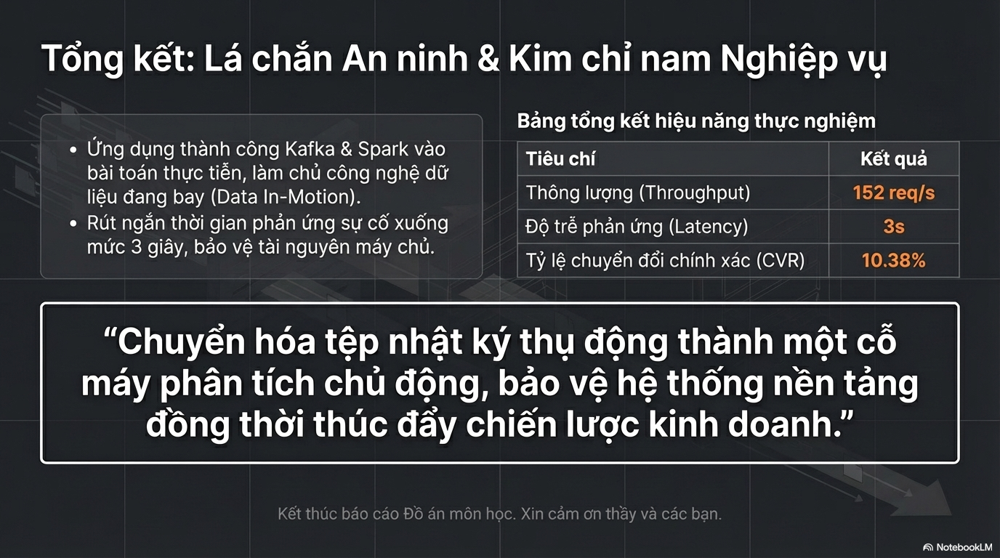 Tổng kết: Lá chắn An ninh & Kim chỉ nam Nghiệp vụ
• Ứng dụng thành công Kafka & Spark vào
bài toán thực tiễn, làm chủ công nghệ dữ
liệu đang bay (Data In-Motion).
• Rút ngắn thời gian phản ứng sự cố xuống
mức 3 giây, bảo vệ tài nguyên máy chủ.
Bảng tổng kết hiệu năng thực nghiệm
Tiêu chí Kết quả
Thông lượng (Throughput) 152 req/s
Độ trễ phản ứng (Latency) 3s
Tỷ lệ chuyển đổi chính xác (CVR) 10.38%
“Chuyển hóa tệp nhật ký thụ động thành một cỗ
máy phân tích chủ động, bảo vệ hệ thống nền tảng
đồng thời thúc đẩy chiến lược kinh doanh.”
Kết thúc báo cáo Đồ án môn học. Xin cảm ơn thầy và các bạn.
NotebookLM